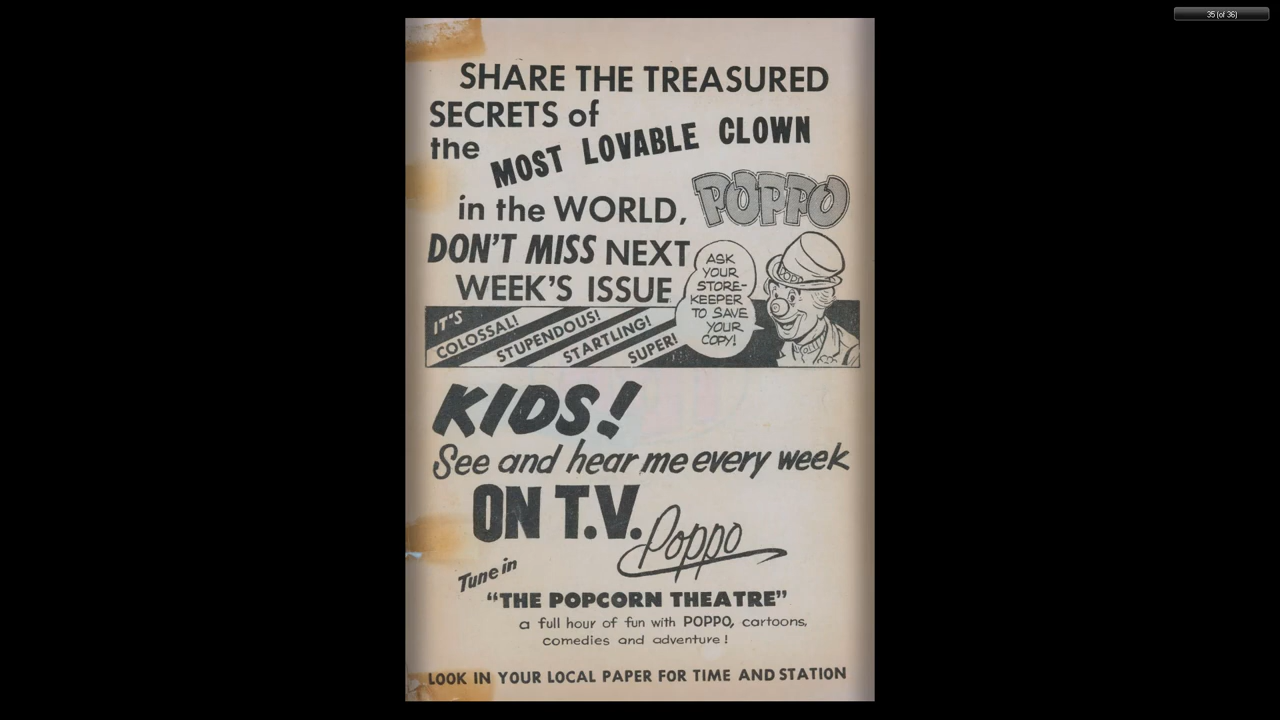 35 (of 36)
SHARE THE TREASURED
SECRETS of
the MOST LOVABLE CLOWN
in the WORLD, POPPO
DON'T MISS NEXT
WEEK'S ISSUE
ASK
YOUR
STORE-
KEEPER
TO SAVE
YOUR
COPY!
IT'S
COLOSSAL!
STUPENDOUS!
STARTLING!
SUPER!
KIDS!
See and hear me every week
ON T.V. Poppo
Tune in
"THE POPCORN THEATRE"
a full hour of fun with POPPO, cartoons,
comedies and adventure!
LOOK IN YOUR LOCAL PAPER FOR TIME AND STATION